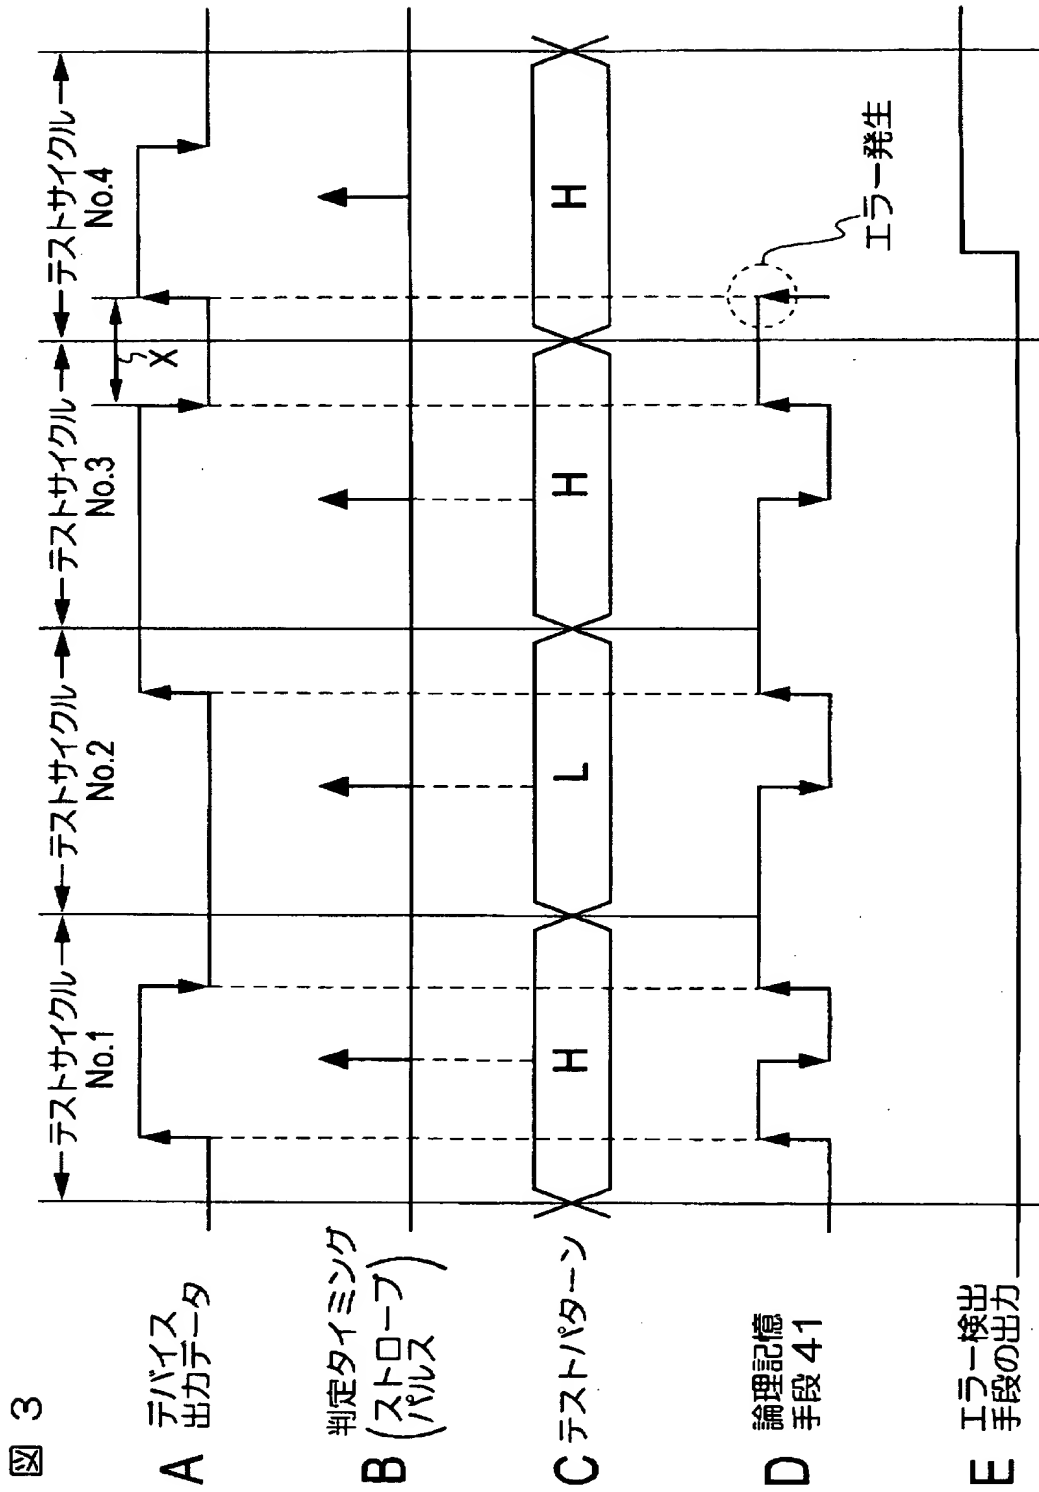 図 3
テストサイクル
No.1
テストサイクル
No.2
テストサイクル
No.3
テストサイクル
No.4
X
A デバイス
出力データ
B 判定タイミング
(ストローブ
パルス)
C テストパターン
H
L
H
H
D 論理記憶
手段 41
エラー発生
E エラー検出
手段の出力